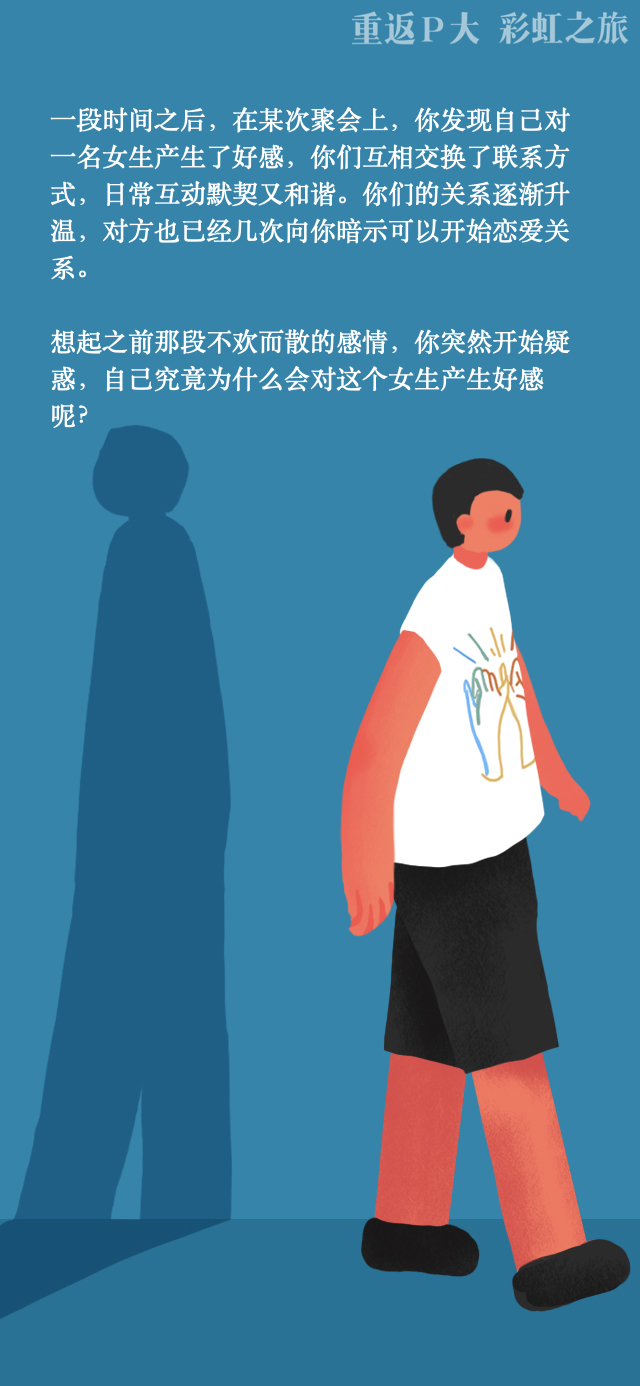 重返P大 彩虹之旅
一段时间之后，在某次聚会上，你发现自己对
一名女生产生了好感，你们互相交换了联系方
式，日常互动默契又和谐。你们的关系逐渐升
温，对方也已经几次向你暗示可以开始恋爱关
系。
想起之前那段不欢而散的感情，你突然开始疑
惑，自己究竟为什么会对这个女生产生好感
呢?